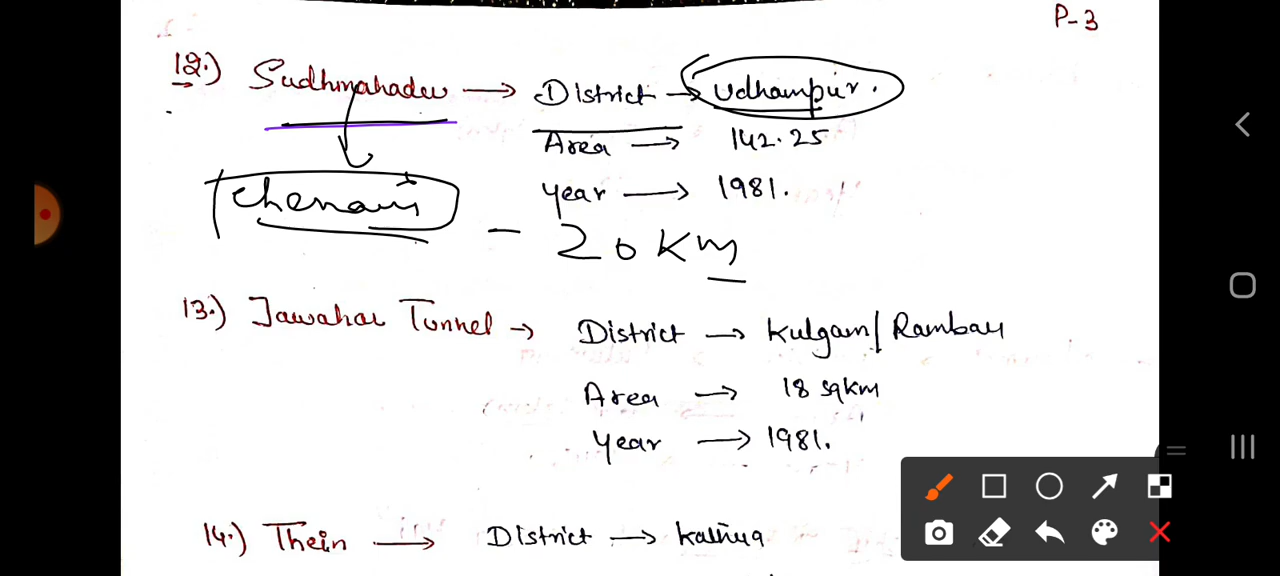 P-3
12.) Sudhmahadev → District → Udhampur.
Area → 142.25
Year → 1981.
Chenani - 20 Km
13.) Jawahar Tunnel → District → Kulgam/Ramban
Area → 18 sqkm
Year → 1981.
14.) Thein → District → Kathua